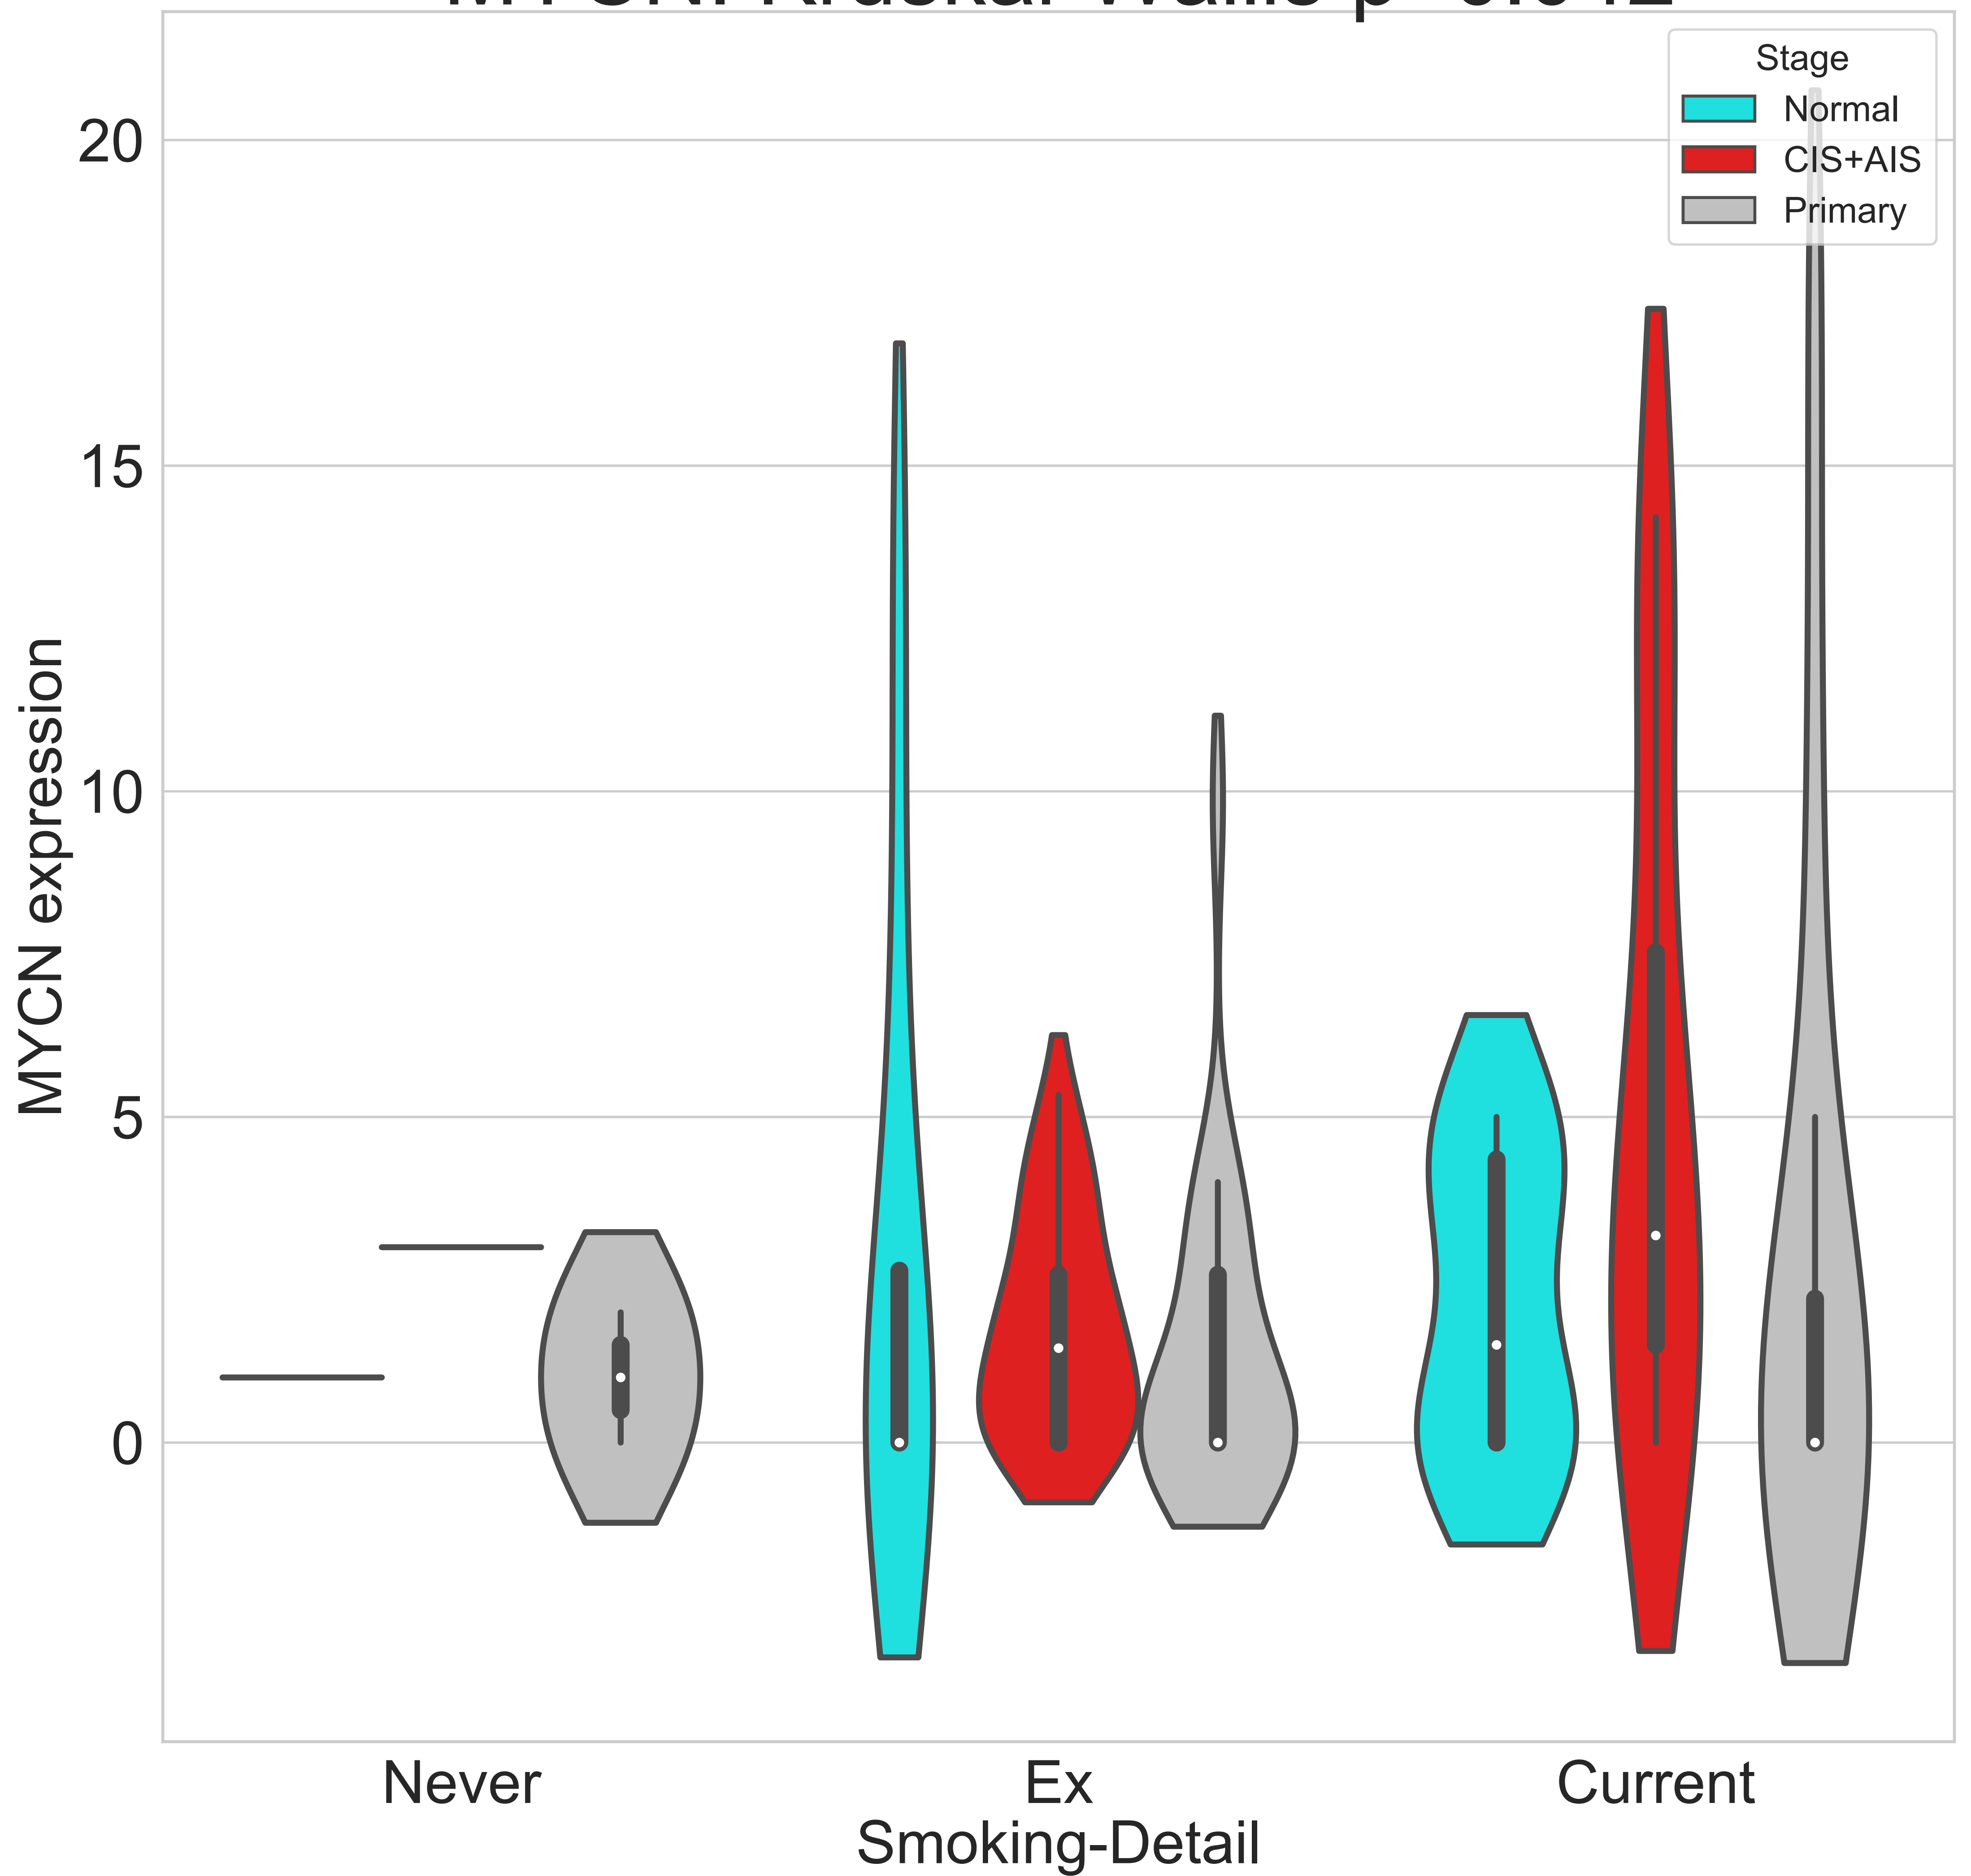 Stage
Normal
CIS+AIS
Primary
20
15
10
5
0
MYCN expression
Never
Ex
Current
Smoking-Detail